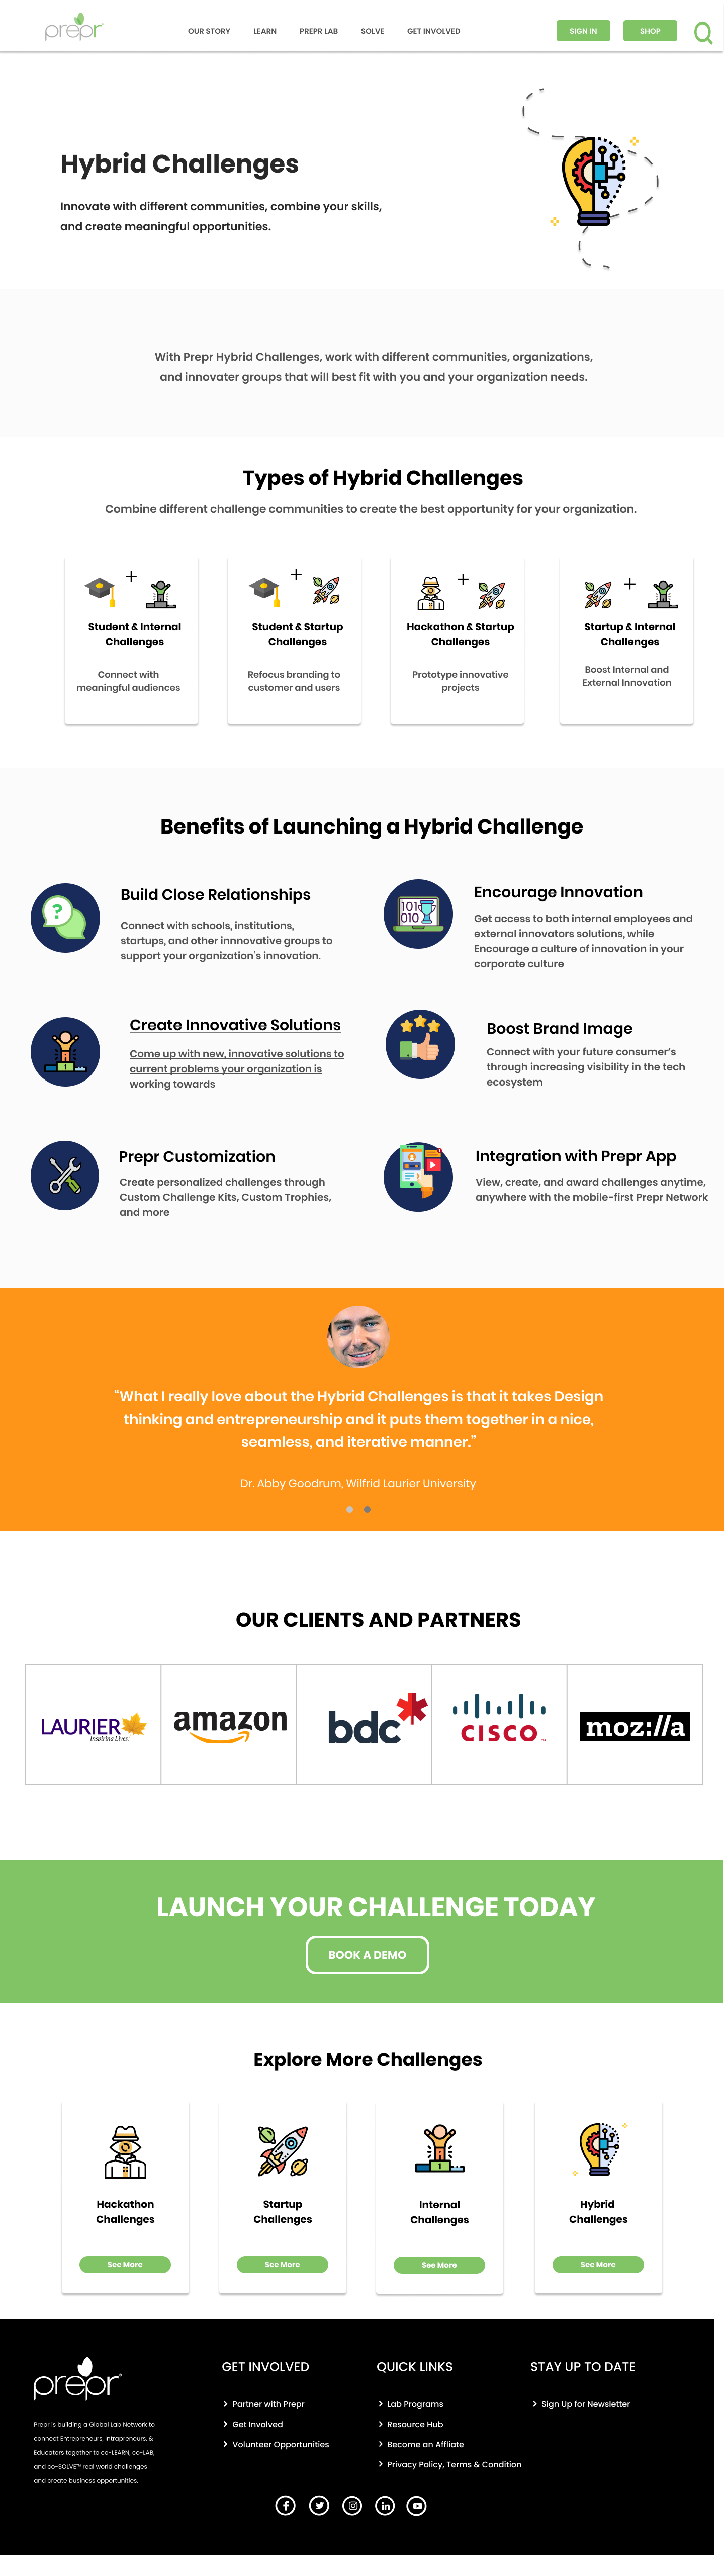 prepr
OUR STORY
LEARN
PREPR LAB
SOLVE
GET INVOLVED
SIGN IN
SHOP
Hybrid Challenges
Innovate with different communities, combine your skills,
and create meaningful opportunities.
With Prepr Hybrid Challenges, work with different communities, organizations,
and innovater groups that will best fit with you and your organization needs.
Types of Hybrid Challenges
Combine different challenge communities to create the best opportunity for your organization.
Student & Internal
Challenges
Connect with
meaningful audiences
Student & Startup
Challenges
Refocus branding to
customer and users
Hackathon & Startup
Challenges
Prototype innovative
projects
Startup & Internal
Challenges
Boost Internal and
External Innovation
Benefits of Launching a Hybrid Challenge
?
Build Close Relationships
Connect with schools, institutions,
startups, and other innnovative groups to
support your organization's innovation.
101
010
Encourage Innovation
Get access to both internal employees and
external innovators solutions, while
Encourage a culture of innovation in your
corporate culture
1
Create Innovative Solutions
Come up with new, innovative solutions to
current problems your organization is
working towards
Boost Brand Image
Connect with your future consumer's
through increasing visibility in the tech
ecosystem
Prepr Customization
Create personalized challenges through
Custom Challenge Kits, Custom Trophies,
and more
Integration with Prepr App
View, create, and award challenges anytime,
anywhere with the mobile-first Prepr Network
“What I really love about the Hybrid Challenges is that it takes Design
thinking and entrepreneurship and it puts them together in a nice,
seamless, and iterative manner.”
Dr. Abby Goodrum, Wilfrid Laurier University
OUR CLIENTS AND PARTNERS
LAURIER
Inspiring Lives.
amazon
bdc
CISCO
moz://a
LAUNCH YOUR CHALLENGE TODAY
BOOK A DEMO
Explore More Challenges
Hackathon
Challenges
See More
Startup
Challenges
See More
1
Internal
Challenges
See More
Hybrid
Challenges
See More
prepr
Prepr is building a Global Lab Network to
connect Entrepreneurs, Intrapreneurs, &
Educators together to co-LEARN, co-LAB,
and co-SOLVE™ real world challenges
and create business opportunities.
GET INVOLVED
Partner with Prepr
Get Involved
Volunteer Opportunities
QUICK LINKS
Lab Programs
Resource Hub
Become an Affliate
Privacy Policy, Terms & Condition
STAY UP TO DATE
Sign Up for Newsletter